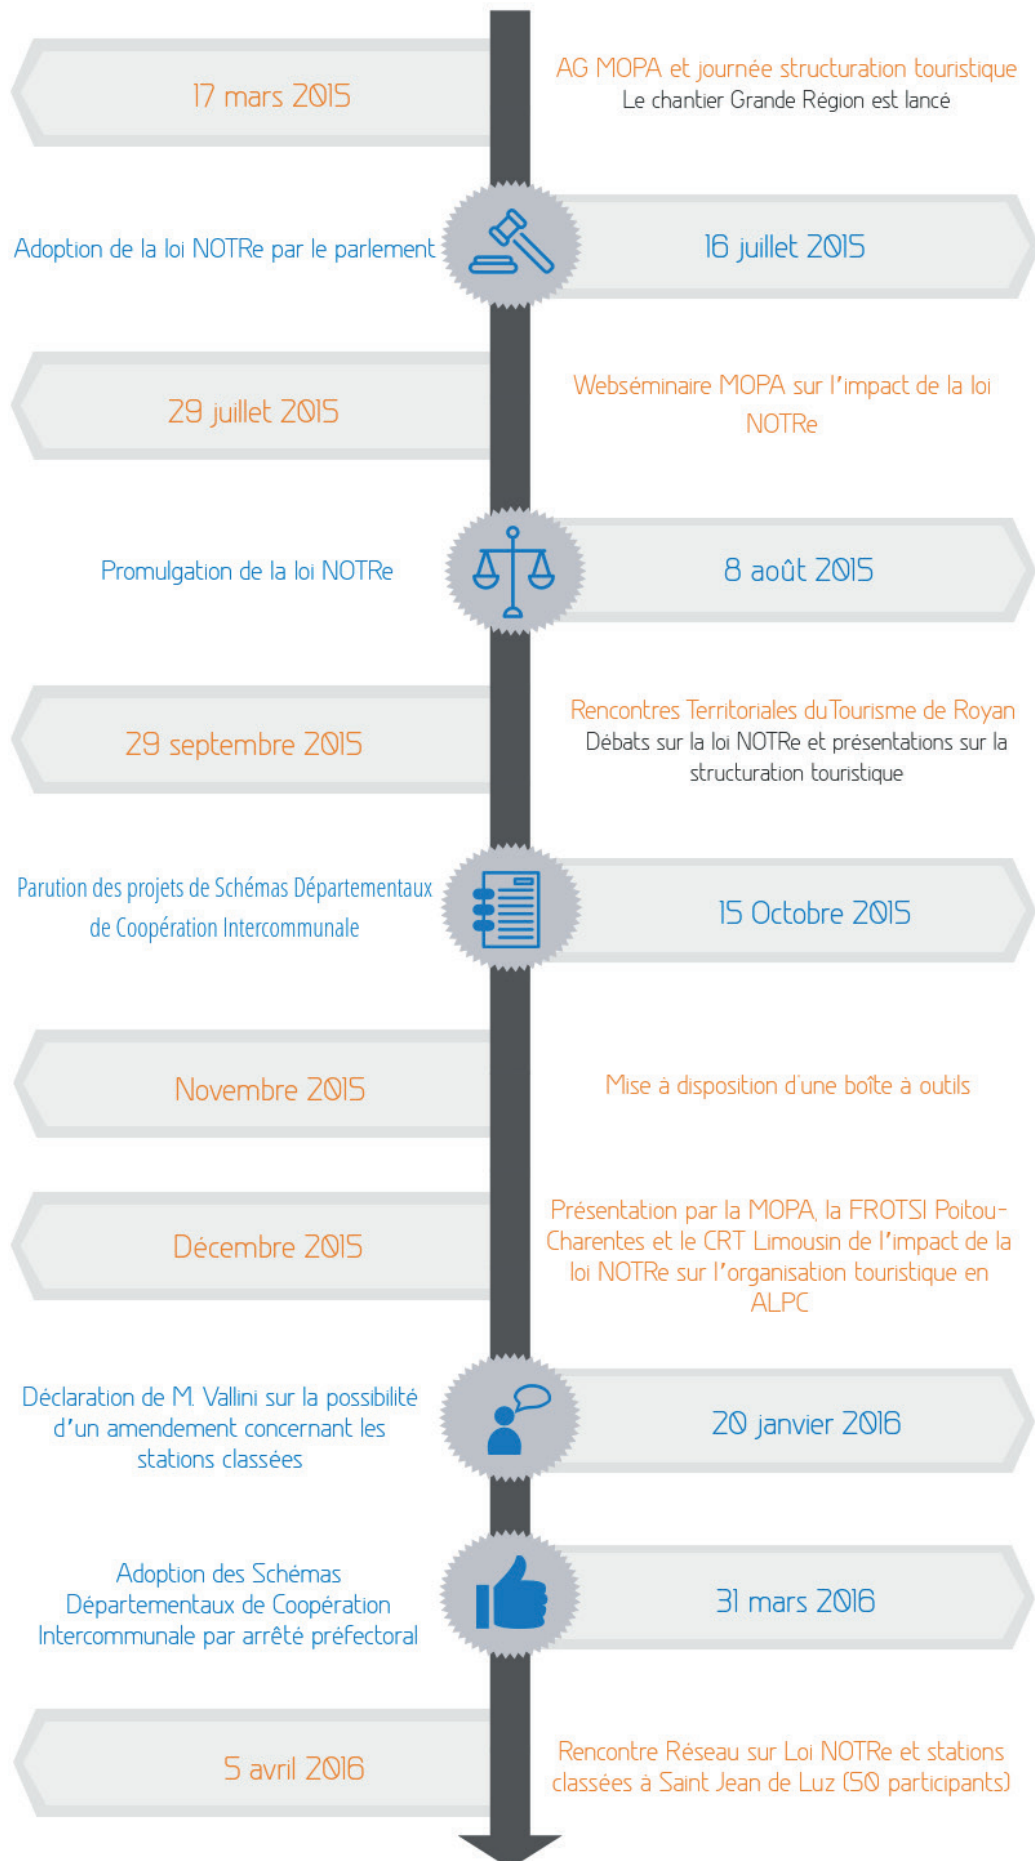 17 mars 2015
AG MOPA et journée structuration touristique
Le chantier Grande Région est lancé
Adoption de la loi NOTRe par le parlement
16 juillet 2015
29 juillet 2015
Webséminaire MOPA sur l'impact de la loi
NOTRe
Promulgation de la loi NOTRe
8 août 2015
29 septembre 2015
Rencontres Territoriales du Tourisme de Royan
Débats sur la loi NOTRe et présentations sur la
structuration touristique
Parution des projets de Schémas Départementaux
de Coopération Intercommunale
15 Octobre 2015
Novembre 2015
Mise à disposition d'une boîte à outils
Décembre 2015
Présentation par la MOPA, la FROTSI Poitou-
Charentes et le CRT Limousin de l'impact de la
loi NOTRe sur l'organisation touristique en
ALPC
Déclaration de M. Vallini sur la possibilité
d'un amendement concernant les
stations classées
20 janvier 2016
Adoption des Schémas
Départementaux de Coopération
Intercommunale par arrêté préfectoral
31 mars 2016
5 avril 2016
Rencontre Réseau sur Loi NOTRe et stations
classées à Saint Jean de Luz (50 participants)